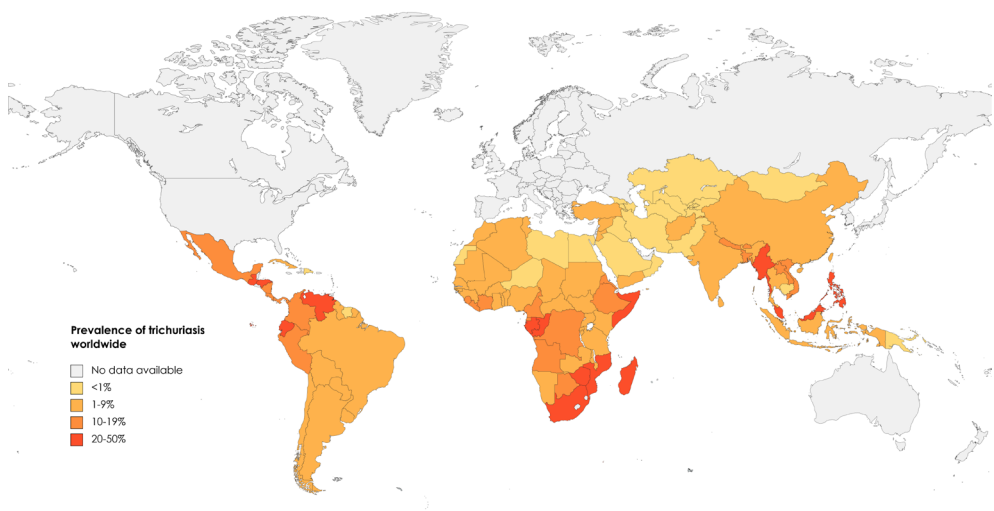 Prevalence of trichuriasis
worldwide
No data available
<1%
1-9%
10-19%
20-50%